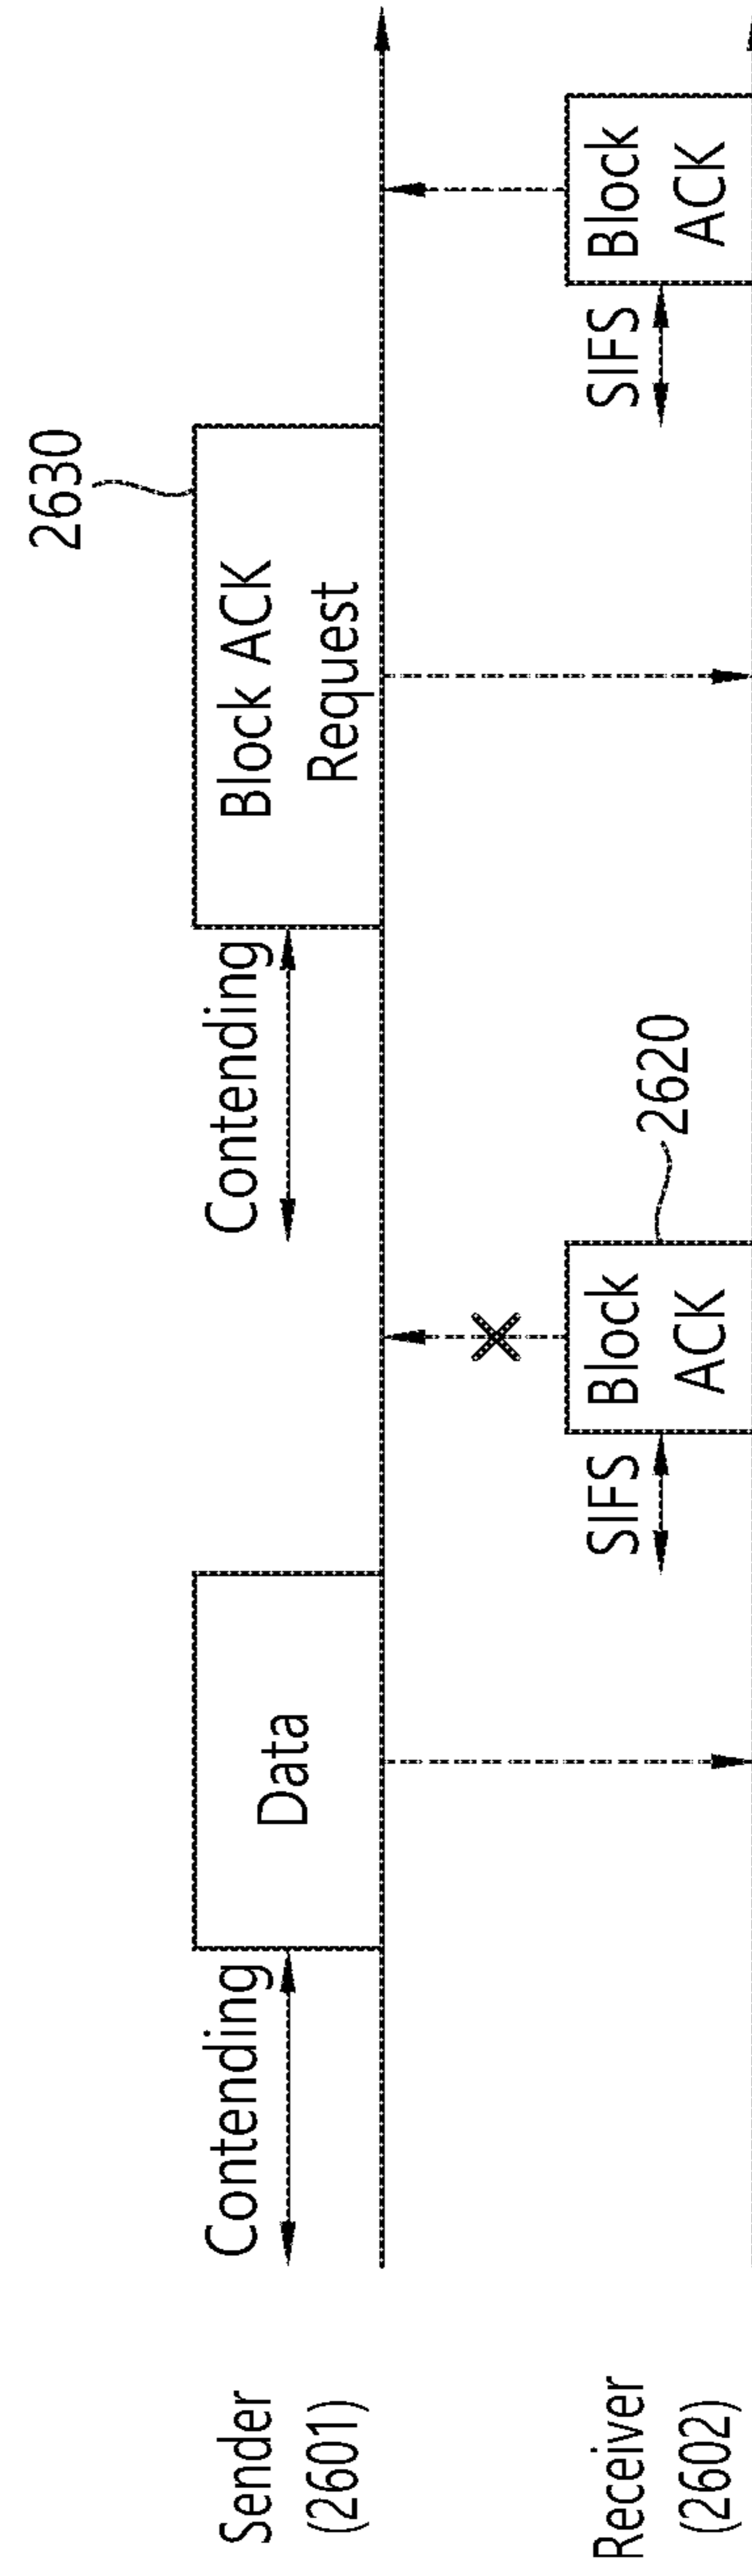 Sender
(2601)
Contending
Data
Contending
Block ACK
Request
2630
Receiver
(2602)
SIFS
Block
ACK
2620
SIFS
Block
ACK